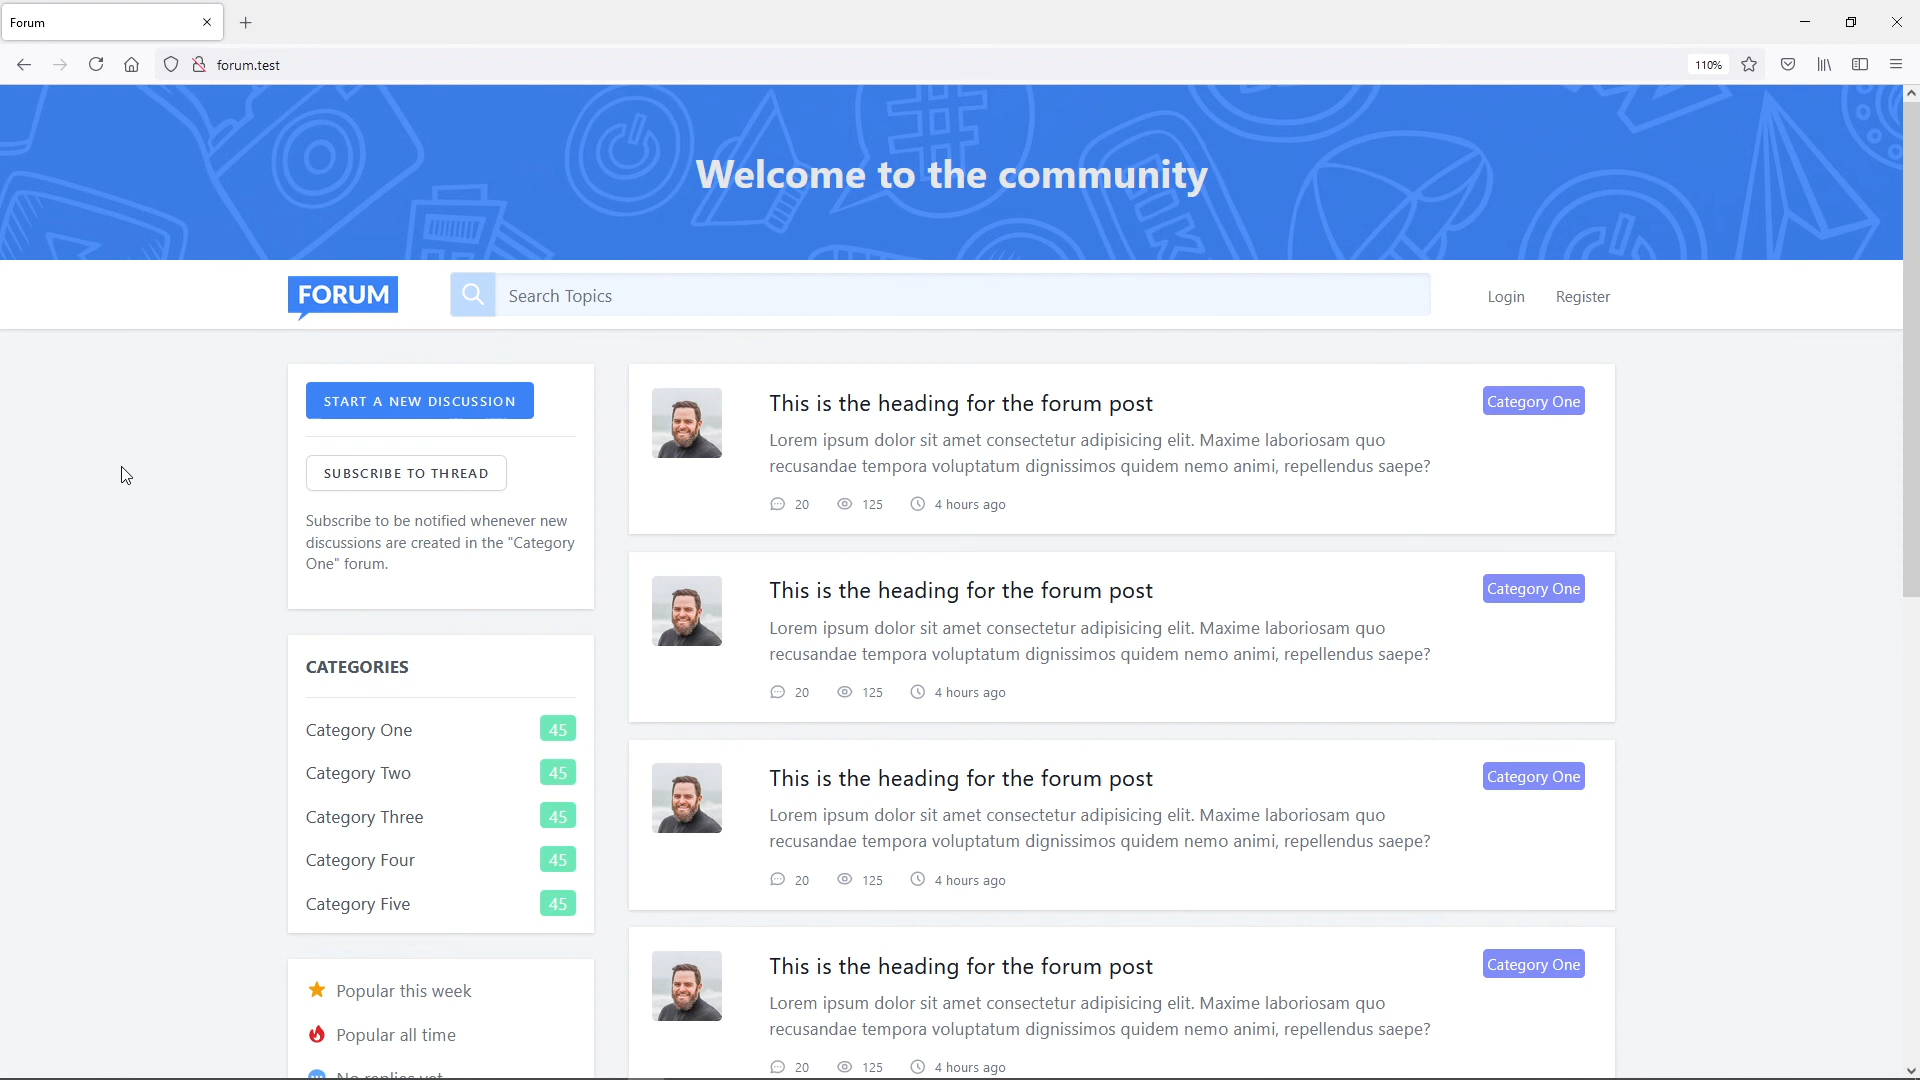 Forum
forum.test
110%
Welcome to the community
FORUM
Search Topics
Login
Register
START A NEW DISCUSSION
SUBSCRIBE TO THREAD
Subscribe to be notified whenever new
discussions are created in the "Category
One" forum.
CATEGORIES
Category One 45
Category Two 45
Category Three 45
Category Four 45
Category Five 45
Popular this week
Popular all time
No replies yet
This is the heading for the forum post
Category One
Lorem ipsum dolor sit amet consectetur adipisicing elit. Maxime laboriosam quo
recusandae tempora voluptatum dignissimos quidem nemo animi, repellendus saepe?
20 125 4 hours ago
This is the heading for the forum post
Category One
Lorem ipsum dolor sit amet consectetur adipisicing elit. Maxime laboriosam quo
recusandae tempora voluptatum dignissimos quidem nemo animi, repellendus saepe?
20 125 4 hours ago
This is the heading for the forum post
Category One
Lorem ipsum dolor sit amet consectetur adipisicing elit. Maxime laboriosam quo
recusandae tempora voluptatum dignissimos quidem nemo animi, repellendus saepe?
20 125 4 hours ago
This is the heading for the forum post
Category One
Lorem ipsum dolor sit amet consectetur adipisicing elit. Maxime laboriosam quo
recusandae tempora voluptatum dignissimos quidem nemo animi, repellendus saepe?
20 125 4 hours ago